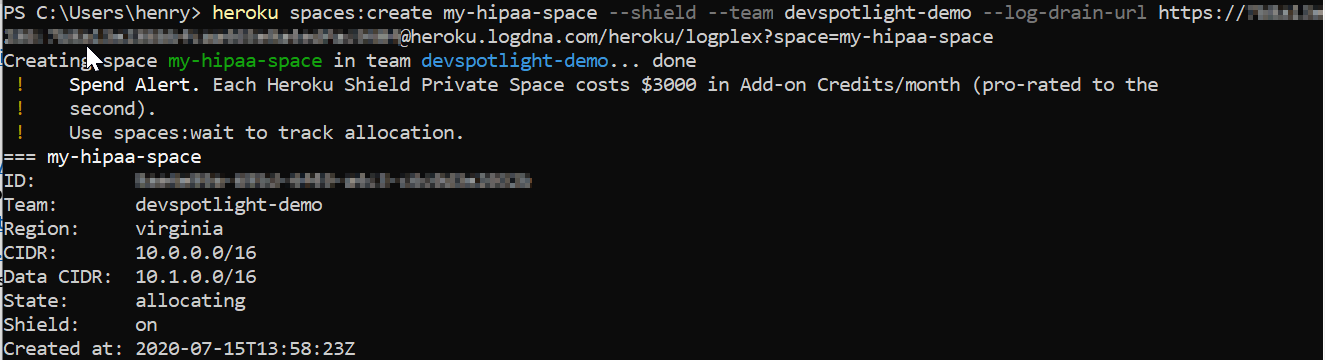 PS C:\Users\henry> heroku spaces:create my-hipaa-space --shield --team devspotlight-demo --log-drain-url https://
@heroku.logdna.com/heroku/logplex?space=my-hipaa-space
Creating space my-hipaa-space in team devspotlight-demo... done
! Spend Alert. Each Heroku Shield Private Space costs $3000 in Add-on Credits/month (pro-rated to the
! second).
! Use spaces:wait to track allocation.
=== my-hipaa-space
ID:
Team: devspotlight-demo
Region: virginia
CIDR: 10.0.0.0/16
Data CIDR: 10.1.0.0/16
State: allocating
Shield: on
Created at: 2020-07-15T13:58:23Z